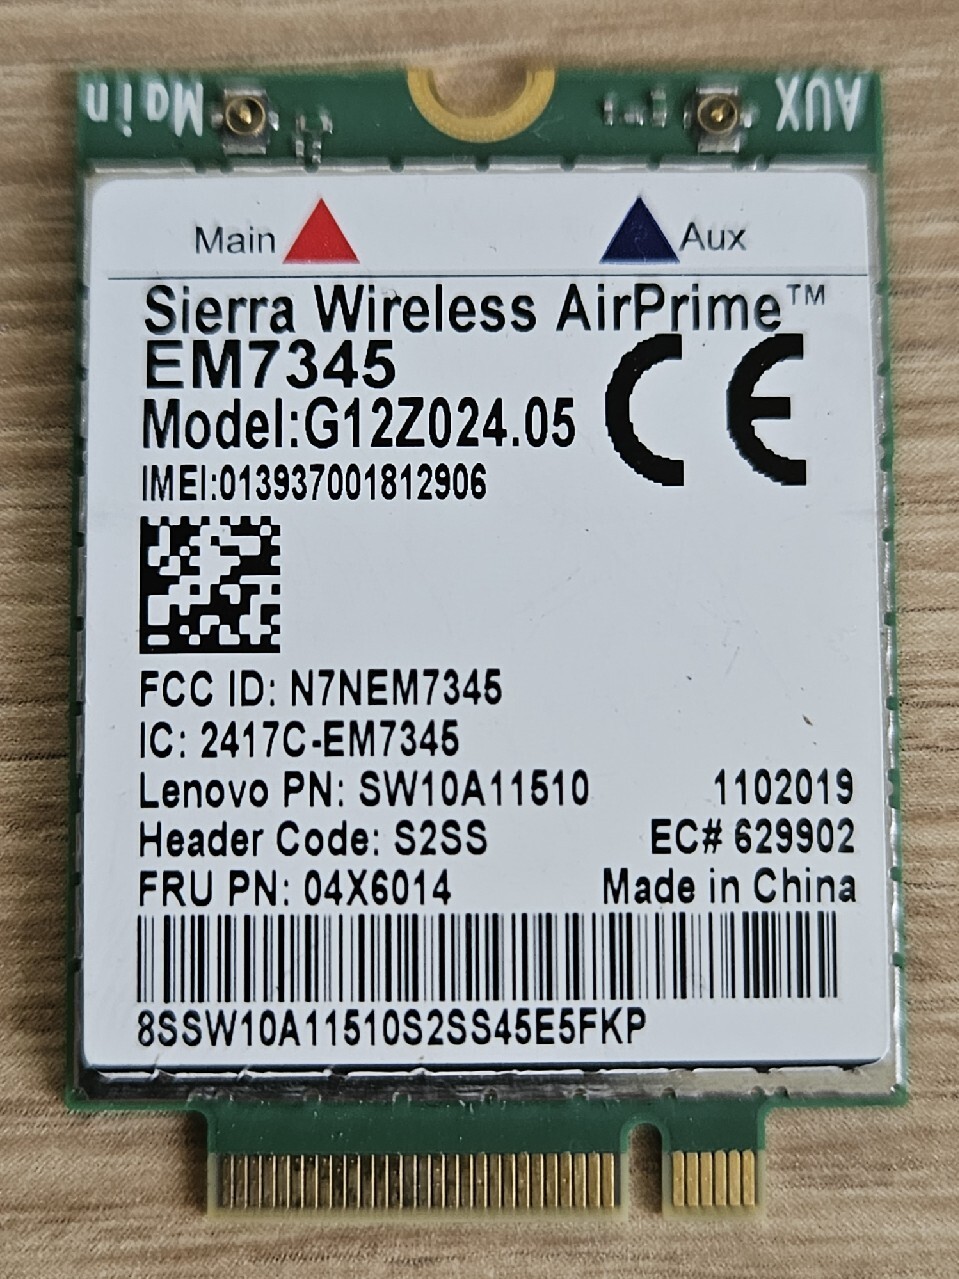 Main
AUX
Main
Aux
Sierra Wireless AirPrime™
EM7345
CE
Model:G12Z024.05
IMEI:013937001812906
FCC ID: N7NEM7345
IC: 2417C-EM7345
Lenovo PN: SW10A11510 1102019
Header Code: S2SS EC# 629902
FRU PN: 04X6014 Made in China
8SSW10A11510S2SS45E5FKP